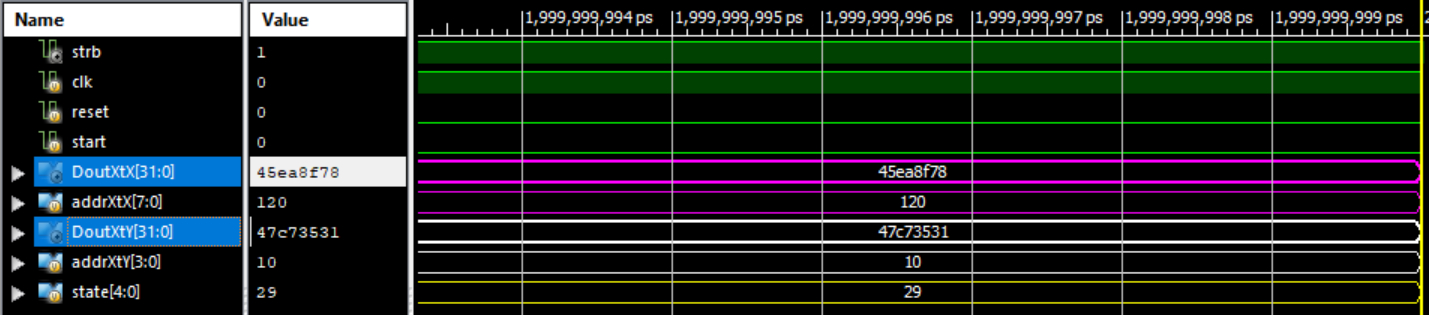 Name Value 1,999,999,994 ps 1,999,999,995 ps 1,999,999,996 ps 1,999,999,997 ps 1,999,999,998 ps 1,999,999,999 ps
strb 1
clk 0
reset 0
start 0
DoutXtX[31:0] 45ea8f78 45ea8f78
addrXtX[7:0] 120 120
DoutXtY[31:0] 47c73531 47c73531
addrXtY[3:0] 10 10
state[4:0] 29 29